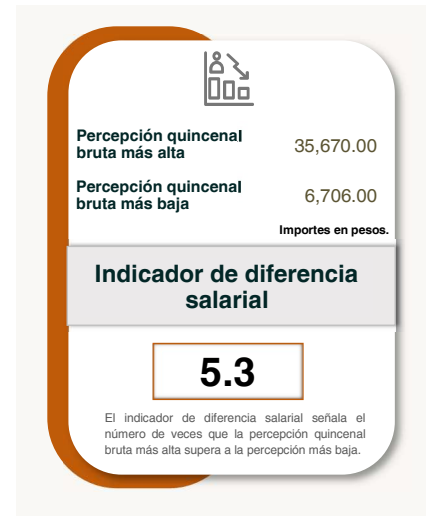 Percepción quincenal
bruta más alta
35,670.00
Percepción quincenal
bruta más baja
6,706.00
Importes en pesos.
Indicador de diferencia
salarial
5.3
El indicador de diferencia salarial señala el
número de veces que la percepción quincenal
bruta más alta supera a la percepción más baja.